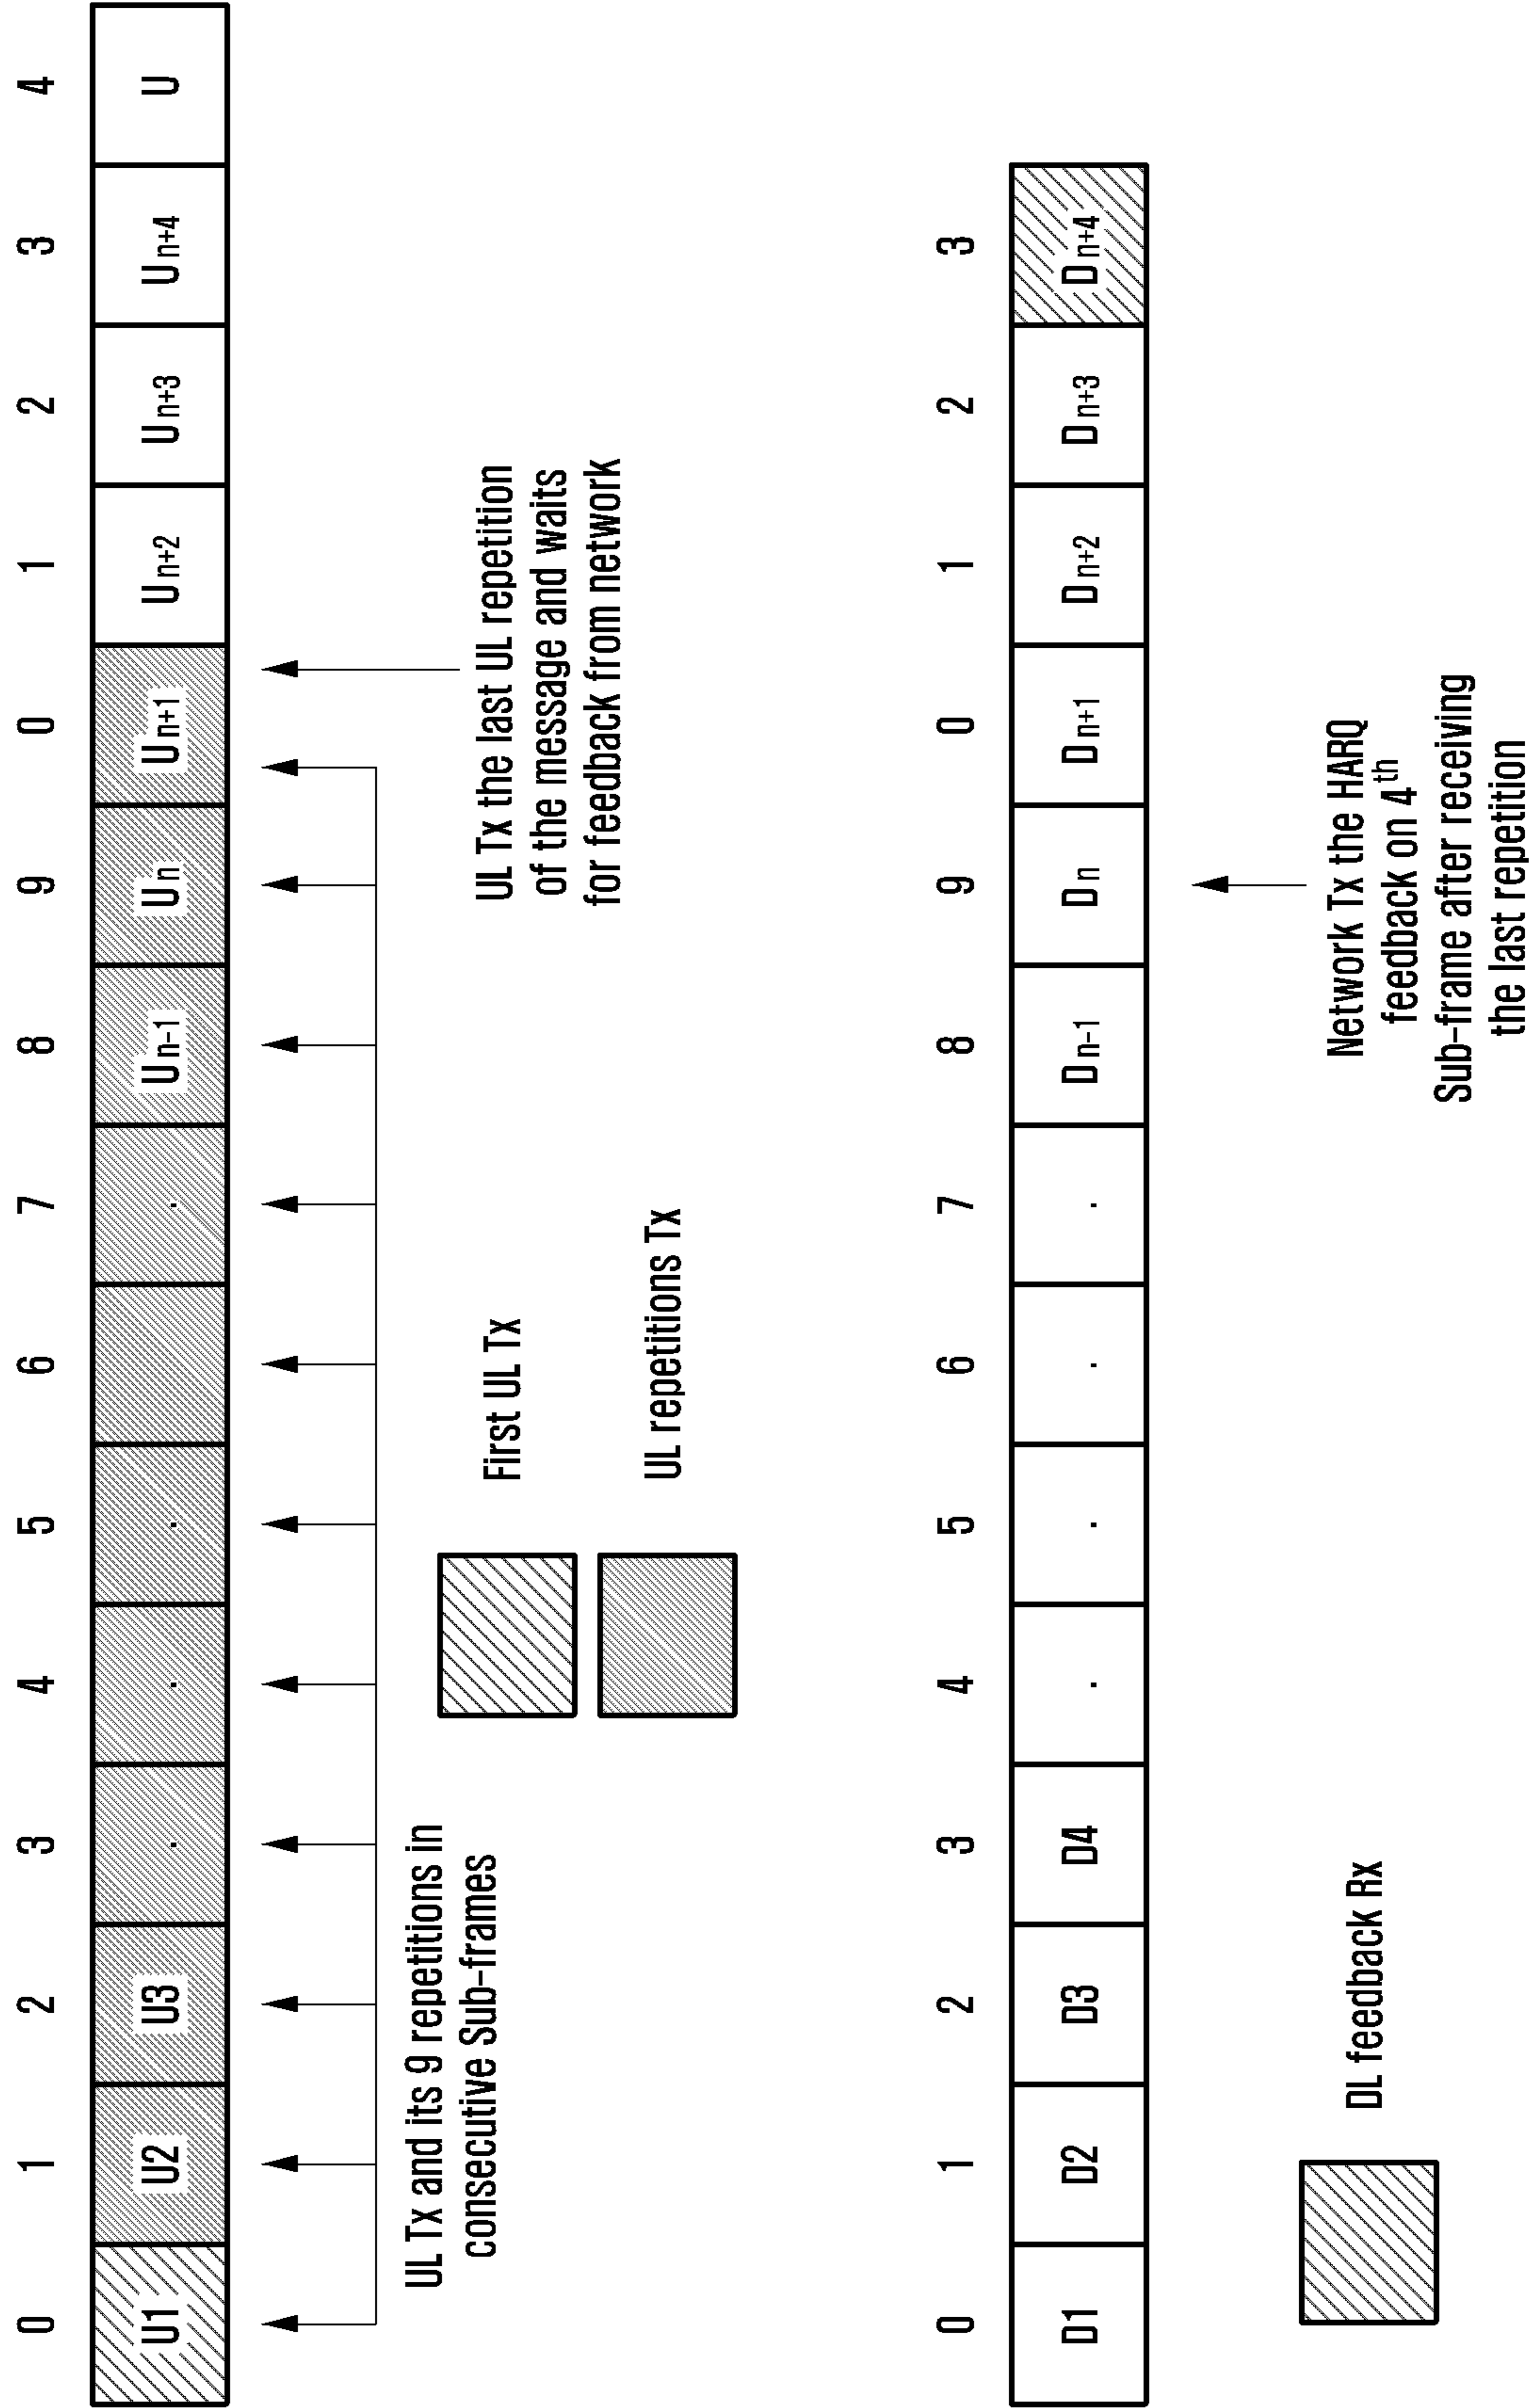 0 1 2 3 4 5 6 7 8 9 0 1 2 3 4
U1 U2 U3 . . . . . Un-1 Un Un+1 Un+2 Un+3 Un+4 U
UL Tx and its 9 repetitions in
consecutive Sub-frames
UL Tx the last UL repetition
of the message and waits
for feedback from network
First UL Tx
UL repetitions Tx
0 1 2 3 4 5 6 7 8 9 0 1 2 3
D1 D2 D3 D4 . . . . Dn-1 Dn Dn+1 Dn+2 Dn+3 Dn+4
DL feedback Rx
Network Tx the HARQ
feedback on 4th
Sub-frame after receiving
the last repetition